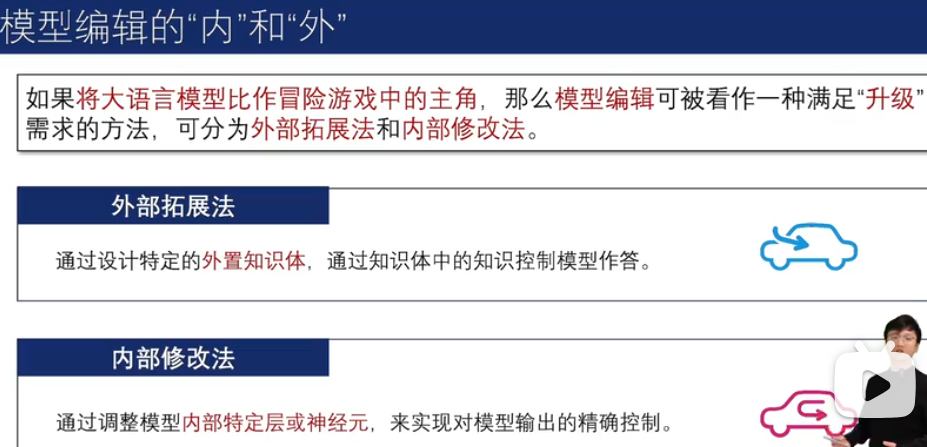 模型编辑的“内”和“外”
如果将大语言模型比作冒险游戏中的主角，那么模型编辑可被看作一种满足“升级”
需求的方法，可分为外部拓展法和内部修改法。
外部拓展法
通过设计特定的外置知识体，通过知识体中的知识控制模型作答。
内部修改法
通过调整模型内部特定层或神经元，来实现对模型输出的精确控制。